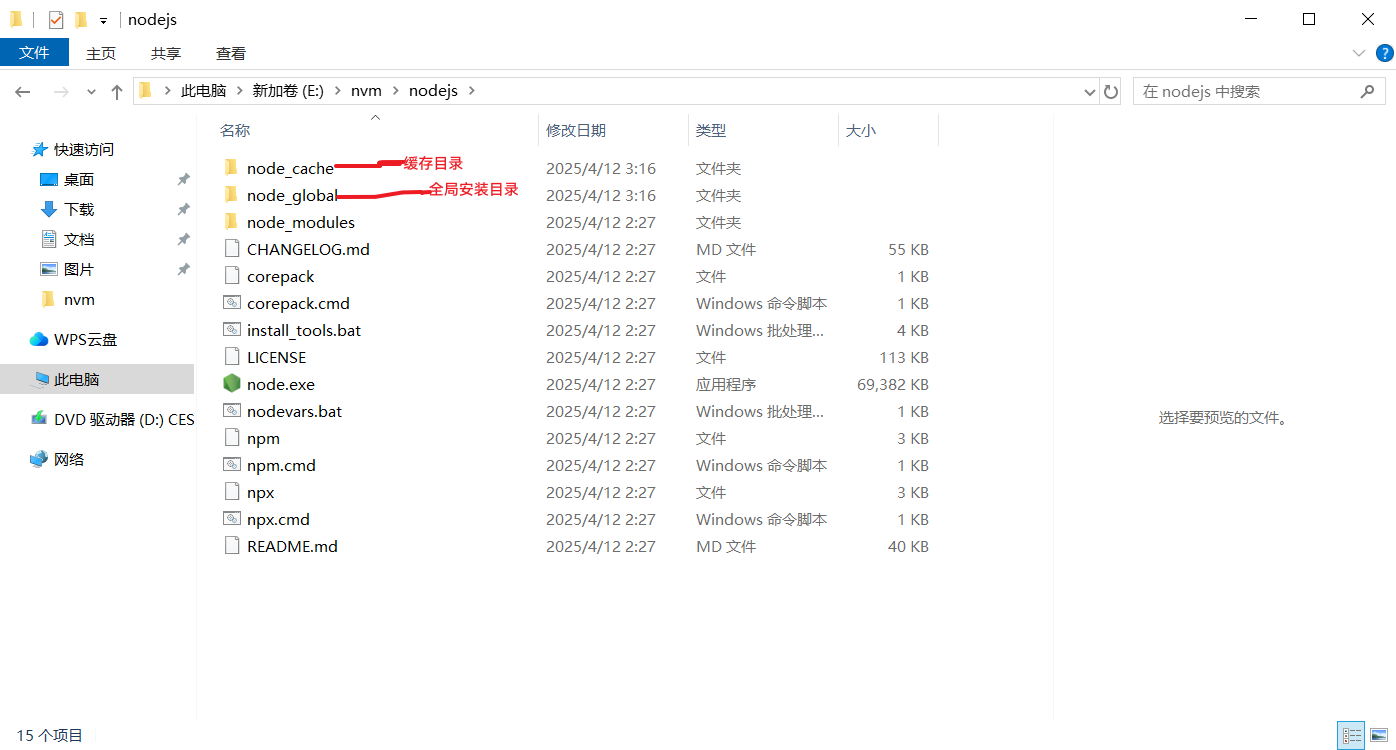 nodejs
文件 主页 共享 查看
此电脑 新加卷 (E:) nvm nodejs 在 nodejs 中搜索
名称 修改日期 类型 大小
快速访问
桌面
下载
文档
图片
nvm
WPS云盘
此电脑
DVD 驱动器 (D:) CES
网络
node_cache 缓存目录 2025/4/12 3:16 文件夹
node_global 全局安装目录 2025/4/12 3:16 文件夹
node_modules 2025/4/12 2:27 文件夹
CHANGELOG.md 2025/4/12 2:27 MD 文件 55 KB
corepack 2025/4/12 2:27 文件 1 KB
corepack.cmd 2025/4/12 2:27 Windows 命令脚本 1 KB
install_tools.bat 2025/4/12 2:27 Windows 批处理... 4 KB
LICENSE 2025/4/12 2:27 文件 113 KB
node.exe 2025/4/12 2:27 应用程序 69,382 KB
nodevars.bat 2025/4/12 2:27 Windows 批处理... 1 KB
npm 2025/4/12 2:27 文件 3 KB
npm.cmd 2025/4/12 2:27 Windows 命令脚本 1 KB
npx 2025/4/12 2:27 文件 3 KB
npx.cmd 2025/4/12 2:27 Windows 命令脚本 1 KB
README.md 2025/4/12 2:27 MD 文件 40 KB
选择要预览的文件。
15 个项目